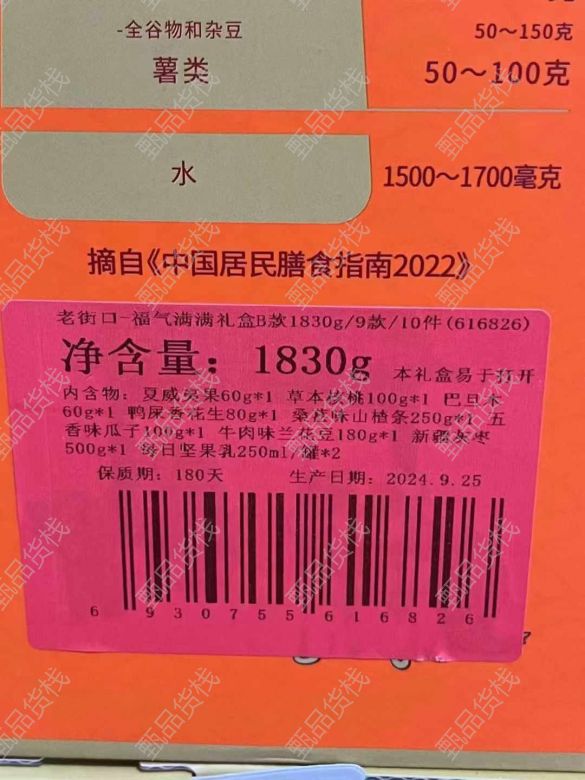 -全谷物和杂豆 50～150克
薯类 50～100克
水 1500～1700毫克
摘自《中国居民膳食指南2022》
老街口-福气满满礼盒B款1830g/9款/10件(616826)
净含量：1830g 本礼盒易于打开
内含物：夏威夷果60g*1 草本核桃100g*1 巴旦木
60g*1 鸭屎香花生80g*1 桑葚味山楂条250g*1 五
香味瓜子100g*1 牛肉味兰花豆180g*1 新疆灰枣
500g*1 每日坚果乳250ml/罐*2
保质期：180天 生产日期：2024.9.25
6 930755 616826
甄品货栈